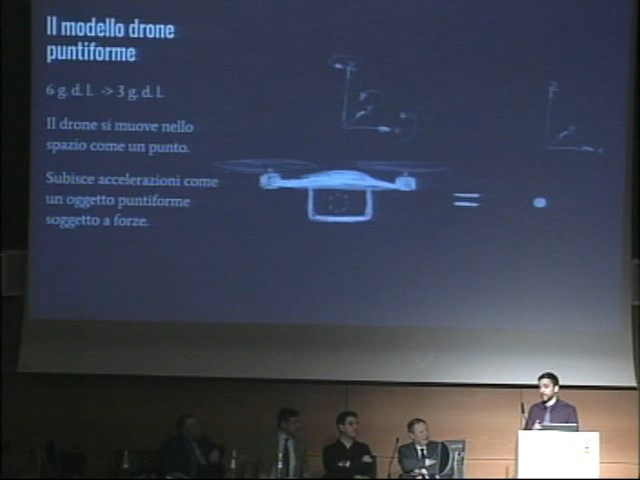 Il modello drone
puntiforme
6 g. d. l. -> 3 g. d. l.
Il drone si muove nello
spazio come un punto.
Subisce accelerazioni come
un oggetto puntiforme
soggetto a forze.
=